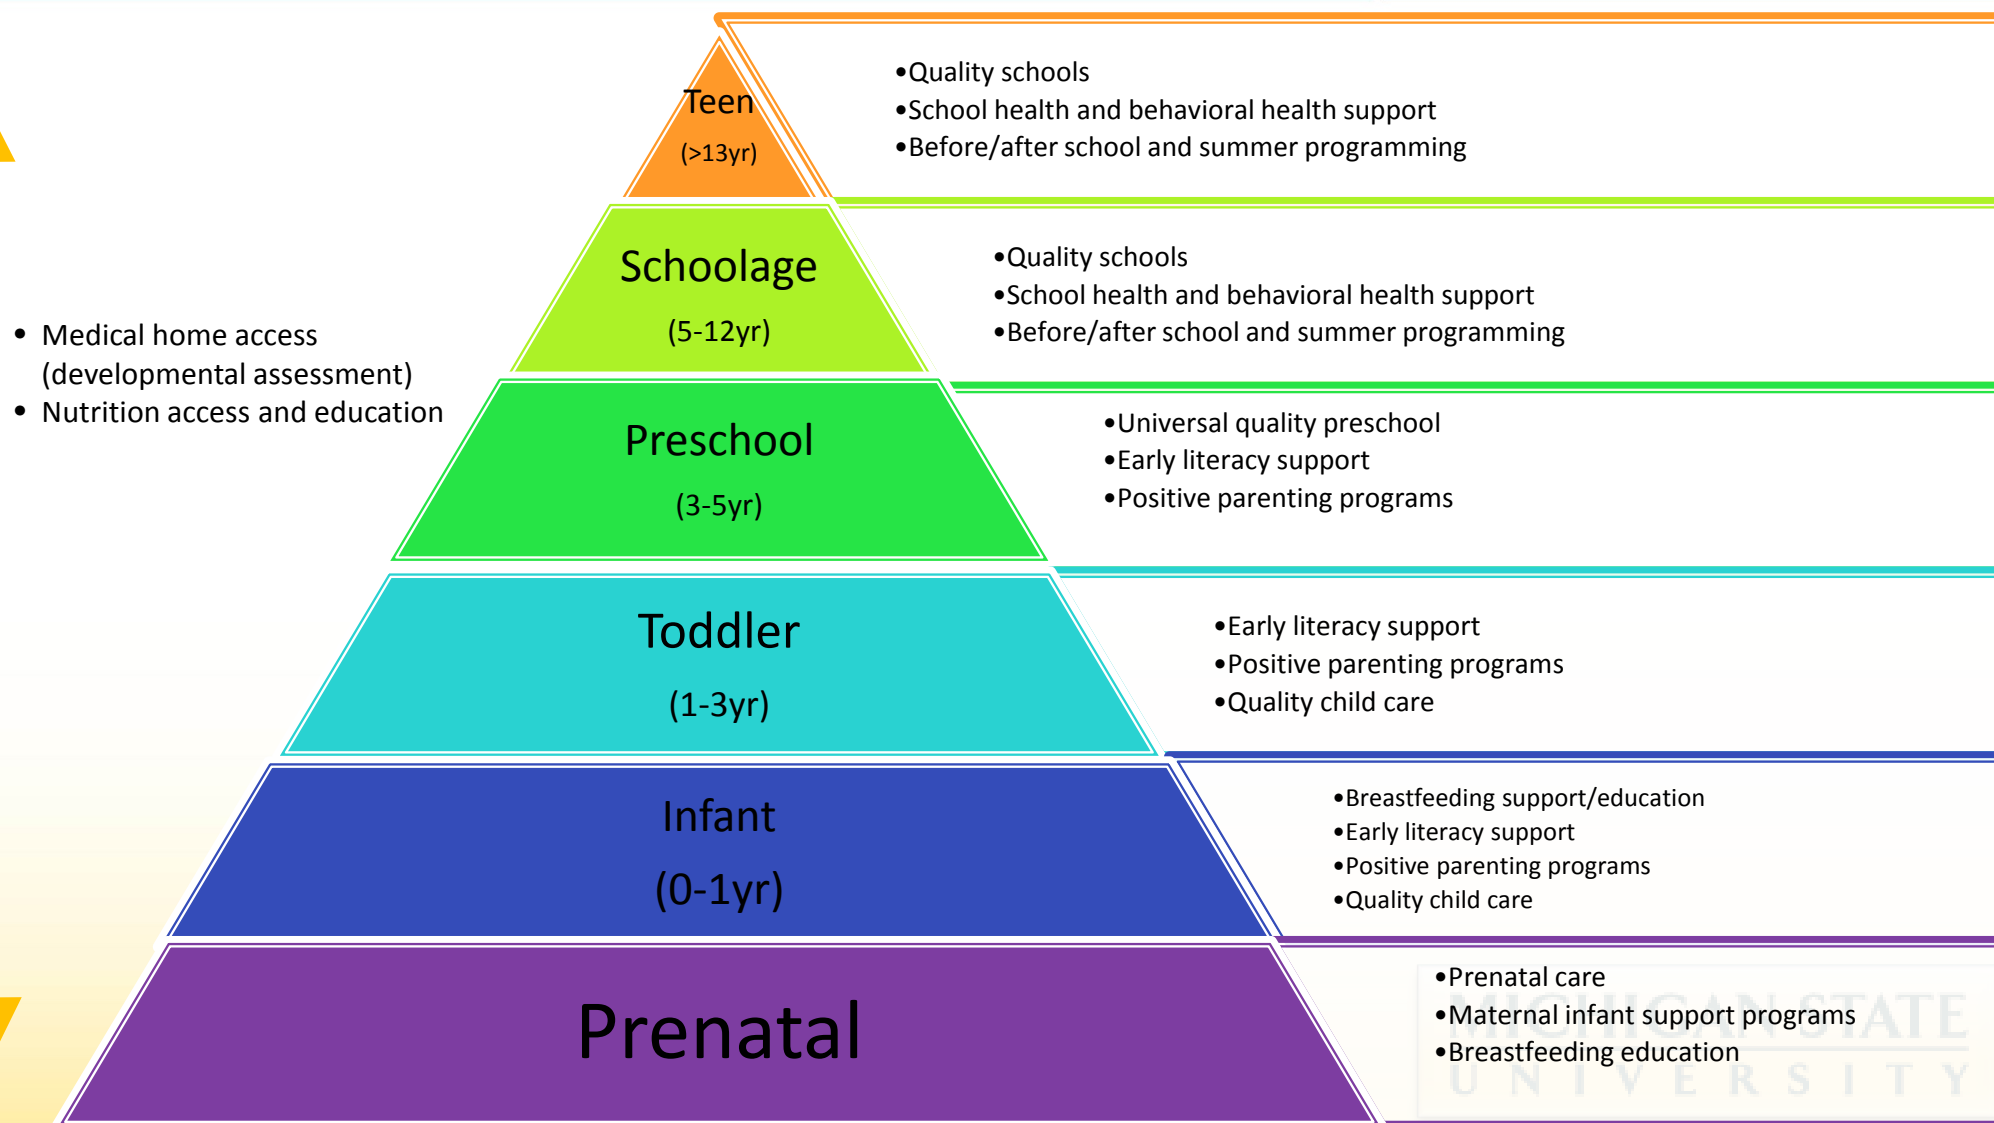 Teen
(>13yr)
•Quality schools
•School health and behavioral health support
•Before/after school and summer programming
Schoolage
(5-12yr)
•Quality schools
•School health and behavioral health support
•Before/after school and summer programming
• Medical home access
(developmental assessment)
• Nutrition access and education
Preschool
(3-5yr)
•Universal quality preschool
•Early literacy support
•Positive parenting programs
Toddler
(1-3yr)
•Early literacy support
•Positive parenting programs
•Quality child care
Infant
(0-1yr)
•Breastfeeding support/education
•Early literacy support
•Positive parenting programs
•Quality child care
Prenatal
•Prenatal care
•Maternal infant support programs
•Breastfeeding education
MICHIGAN STATE
UNIVERSITY